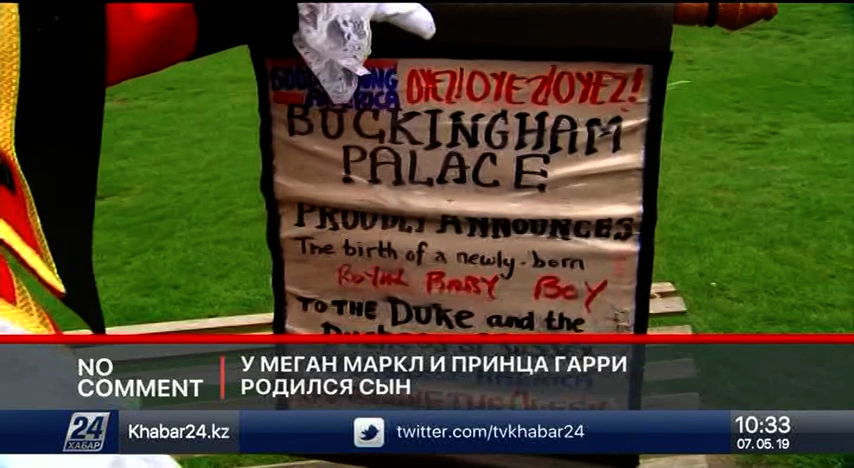 GOOD MORNING
AMERICA
OYEZ! OYEZ! OYEZ!
BUCKINGHAM
PALACE
PROUDLY ANNOUNCES
The birth of a newly-born
ROYAL BABY BOY
TO THE DUKE and the
NO
COMMENT
У МЕГАН МАРКЛ И ПРИНЦА ГАРРИ
РОДИЛСЯ СЫН
24
ХАБАР
Khabar24.kz
twitter.com/tvkhabar24
10:33
07.05.19